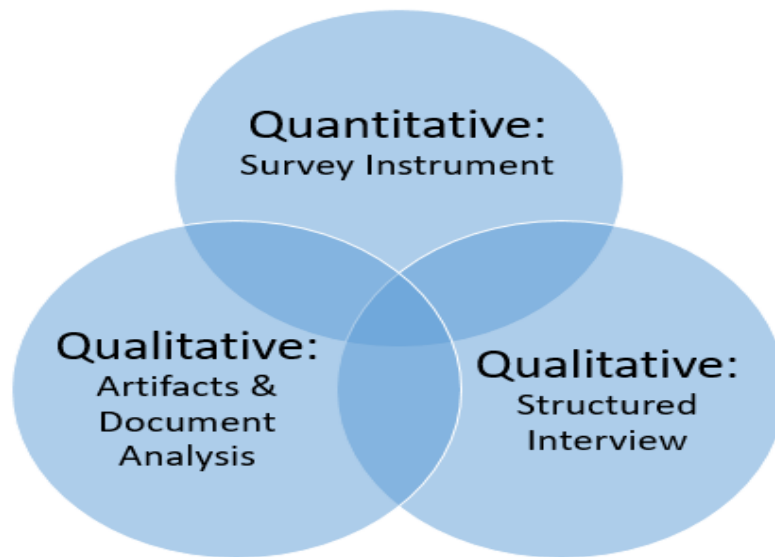 Quantitative:
Survey Instrument
Qualitative:
Artifacts &
Document
Analysis
Qualitative:
Structured
Interview